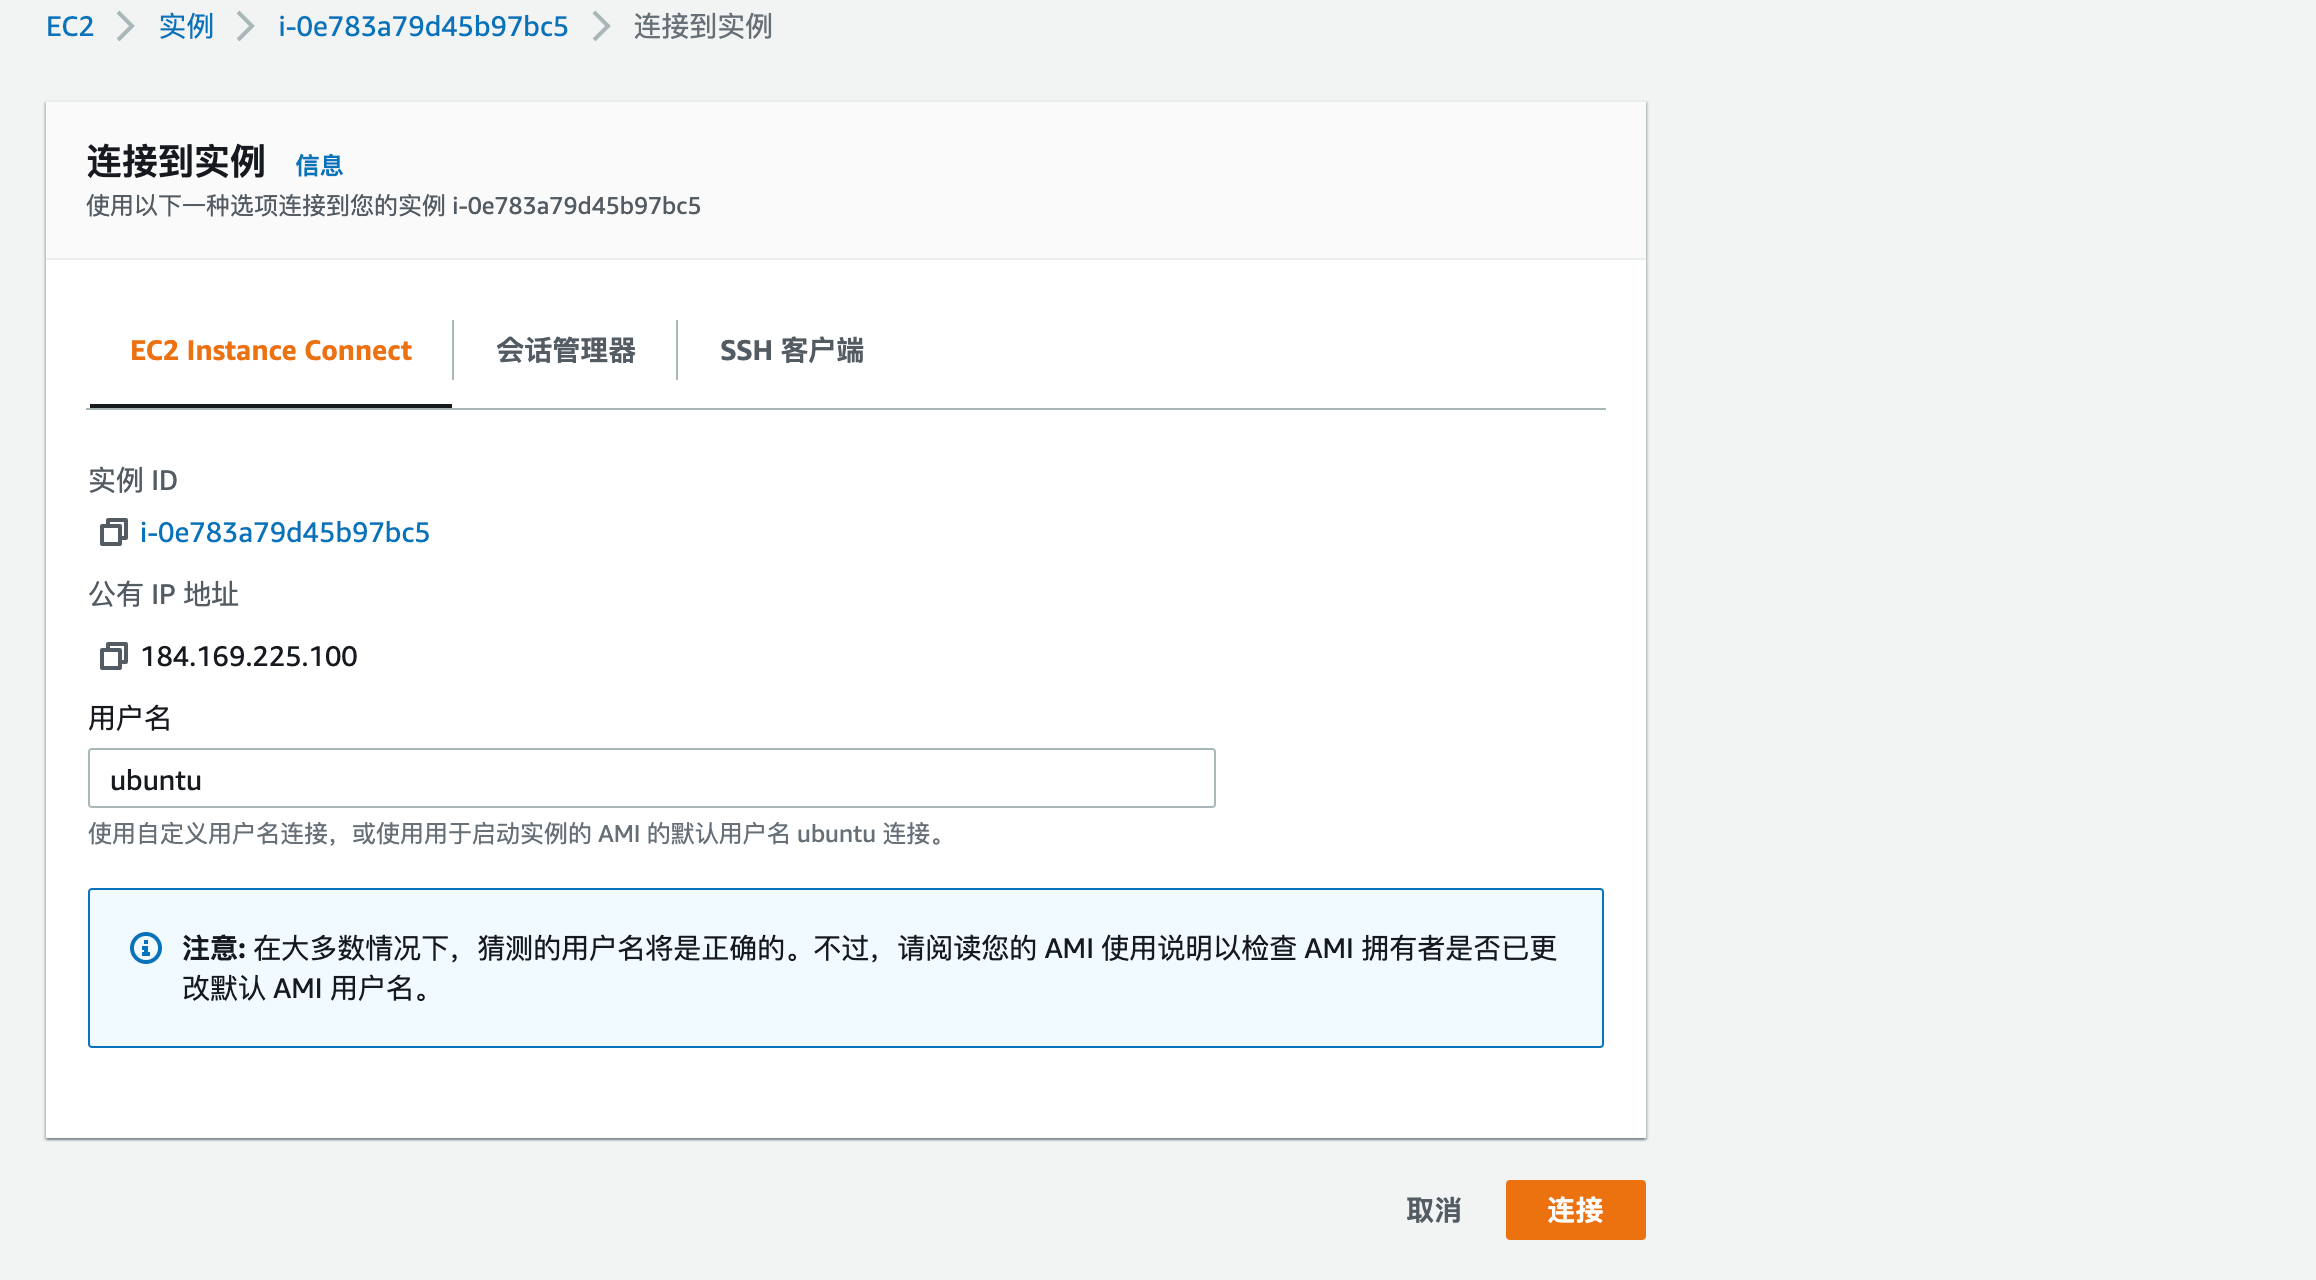 EC2 实例 i-0e783a79d45b97bc5 连接到实例
连接到实例 信息
使用以下一种选项连接到您的实例 i-0e783a79d45b97bc5
EC2 Instance Connect 会话管理器 SSH 客户端
实例 ID
i-0e783a79d45b97bc5
公有 IP 地址
184.169.225.100
用户名
ubuntu
使用自定义用户名连接，或使用用于启动实例的 AMI 的默认用户名 ubuntu 连接。
注意: 在大多数情况下，猜测的用户名将是正确的。不过，请阅读您的 AMI 使用说明以检查 AMI 拥有者是否已更
改默认 AMI 用户名。
取消 连接